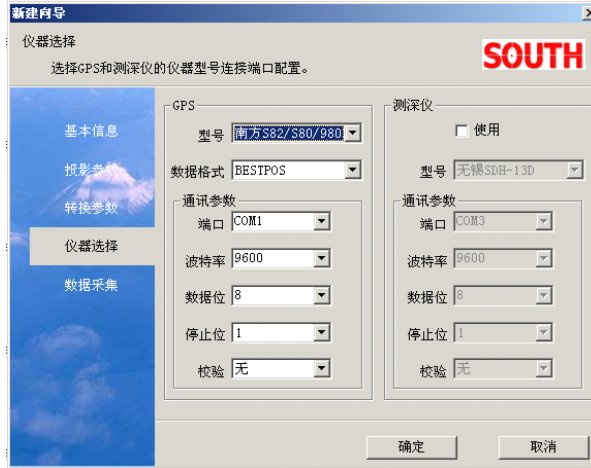 新建向导
仪器选择
选择GPS和测深仪的仪器型号连接端口配置。
SOUTH
基本信息
投影参数
转换参数
仪器选择
数据采集
GPS
型号 南方S82/S80/980
数据格式 BESTPOS
通讯参数
端口 COM1
波特率 9600
数据位 8
停止位 1
校验 无
测深仪
使用
型号 无锡SDH-13D
通讯参数
端口 COM3
波特率 9600
数据位 8
停止位 1
校验 无
确定
取消